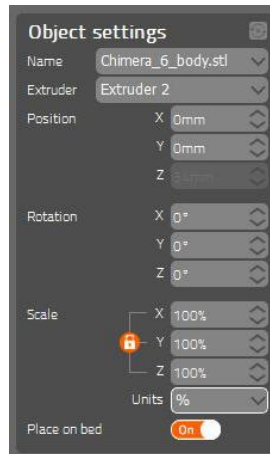 Object settings
Name Chimera_6_body.stl
Extruder Extruder 2
Position X 0mm
Y 0mm
Z
Rotation X 0°
Y 0°
Z 0°
Scale X 100%
Y 100%
Z 100%
Units %
Place on bed On